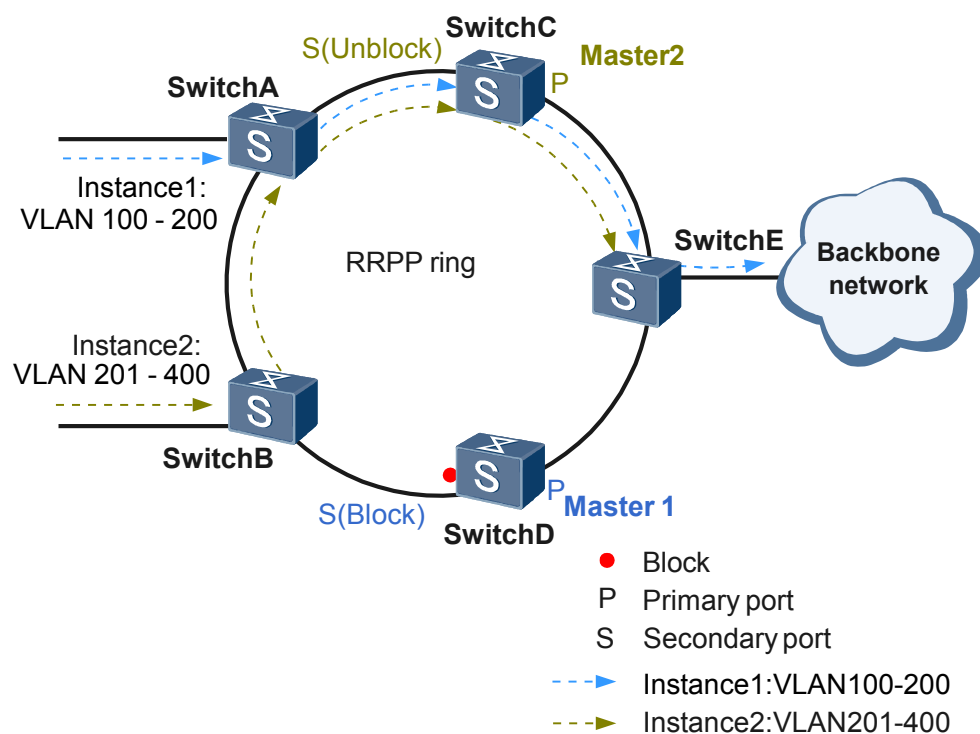 SwitchC
S(Unblock)
Master2
P
S
SwitchA
S
Instance1:
VLAN 100 - 200
RRPP ring
SwitchE
S
Backbone
network
Instance2:
VLAN 201 - 400
S
SwitchB
S
S(Block)
P
Master 1
SwitchD
Block
P Primary port
S Secondary port
Instance1:VLAN100-200
Instance2:VLAN201-400